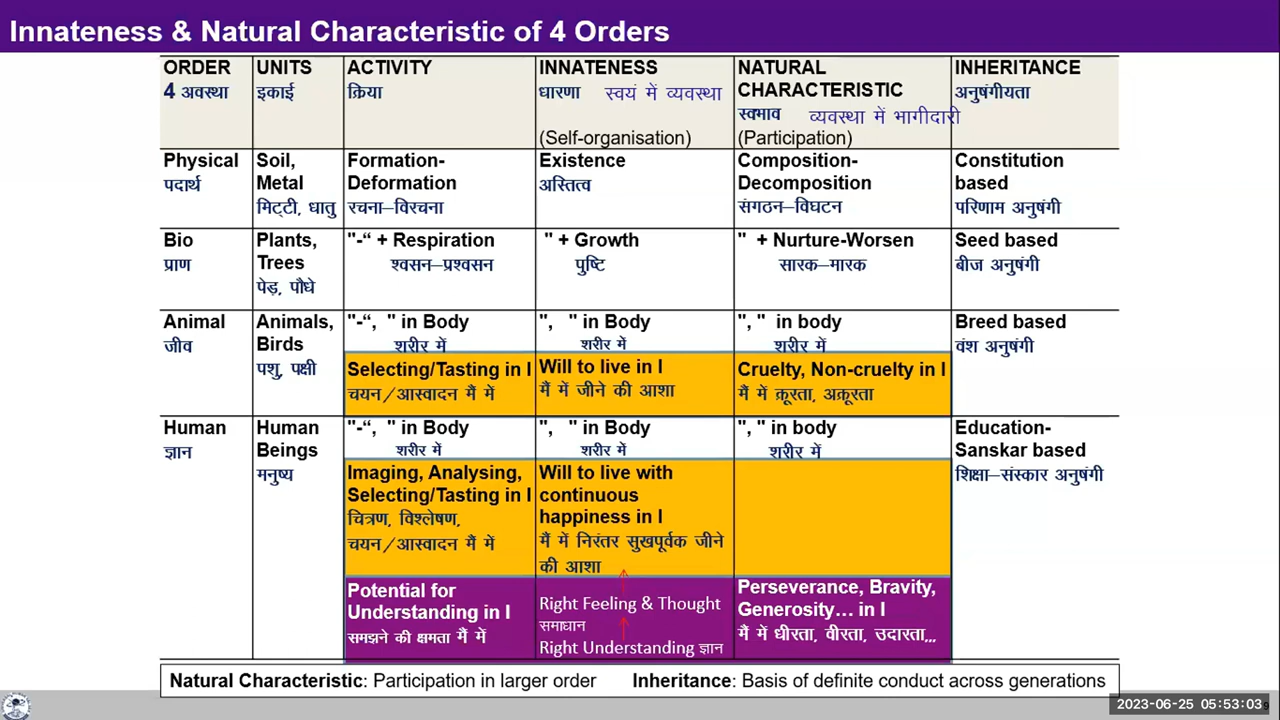 Innateness & Natural Characteristic of 4 Orders
ORDER
4 अवस्था
UNITS
इकाई
ACTIVITY
क्रिया
INNATENESS
धारणा स्वयं में व्यवस्था
(Self-organisation)
NATURAL
CHARACTERISTIC
स्वभाव व्यवस्था में भागीदारी
(Participation)
INHERITANCE
अनुषंगीयता
Physical
पदार्थ
Soil,
Metal
मिट्टी, धातु
Formation-
Deformation
रचना–विरचना
Existence
अस्तित्व
Composition-
Decomposition
संगठन–विघटन
Constitution
based
परिणाम अनुषंगी
Bio
प्राण
Plants,
Trees
पेड़, पौधे
"-“ + Respiration
श्वसन–प्रश्वसन
" + Growth
पुष्टि
" + Nurture-Worsen
सारक–मारक
Seed based
बीज अनुषंगी
Animal
जीव
Animals,
Birds
पशु, पक्षी
"-“, " in Body
शरीर में
Selecting/Tasting in I
चयन/आस्वादन मैं में
", " in Body
शरीर में
Will to live in I
मैं में जीने की आशा
", " in body
शरीर में
Cruelty, Non-cruelty in I
मैं में क्रूरता, अक्रूरता
Breed based
वंश अनुषंगी
Human
ज्ञान
Human
Beings
मनुष्य
"-“, " in Body
शरीर में
Imaging, Analysing,
Selecting/Tasting in I
चित्रण, विश्लेषण,
चयन/आस्वादन मैं में
Potential for
Understanding in I
समझने की क्षमता मैं में
", " in Body
शरीर में
Will to live with
continuous
happiness in I
मैं में निरंतर सुखपूर्वक जीने
की आशा
Right Feeling & Thought
समाधान
Right Understanding ज्ञान
", " in body
शरीर में
Perseverance, Bravity,
Generosity… in I
मैं में धीरता, वीरता, उदारता,,,
Education-
Sanskar based
शिक्षा–संस्कार अनुषंगी
Natural Characteristic: Participation in larger order Inheritance: Basis of definite conduct across generations
2023-06-25 05:53:03